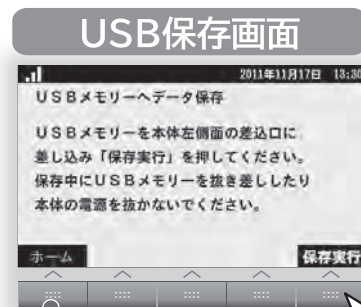 USB保存画面
2011年11月17日 13:30
USBメモリーへデータ保存
USBメモリーを本体左側面の差込口に
差し込み「保存実行」を押してください。
保存中にUSBメモリーを抜き差ししたり
本体の電源を抜かないでください。
ホーム
保存実行